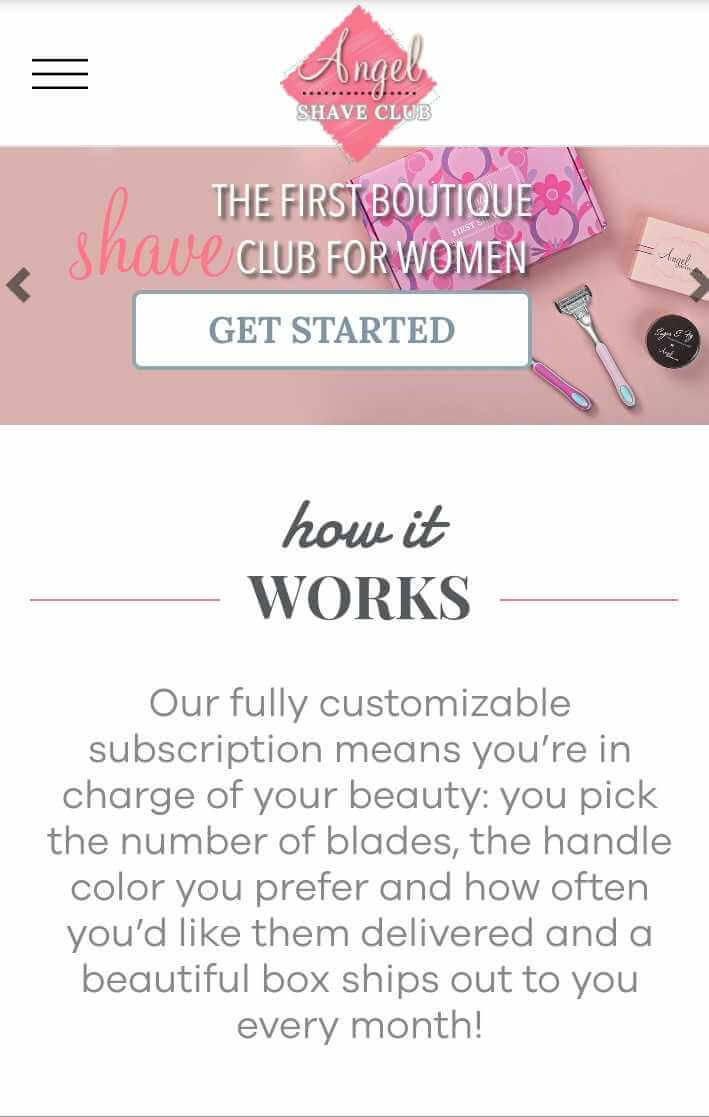 Angel
SHAVE CLUB
THE FIRST BOUTIQUE
shave CLUB FOR WOMEN
FIRST
Angel
GET STARTED
how it
WORKS
Our fully customizable
subscription means you're in
charge of your beauty: you pick
the number of blades, the handle
color you prefer and how often
you'd like them delivered and a
beautiful box ships out to you
every month!